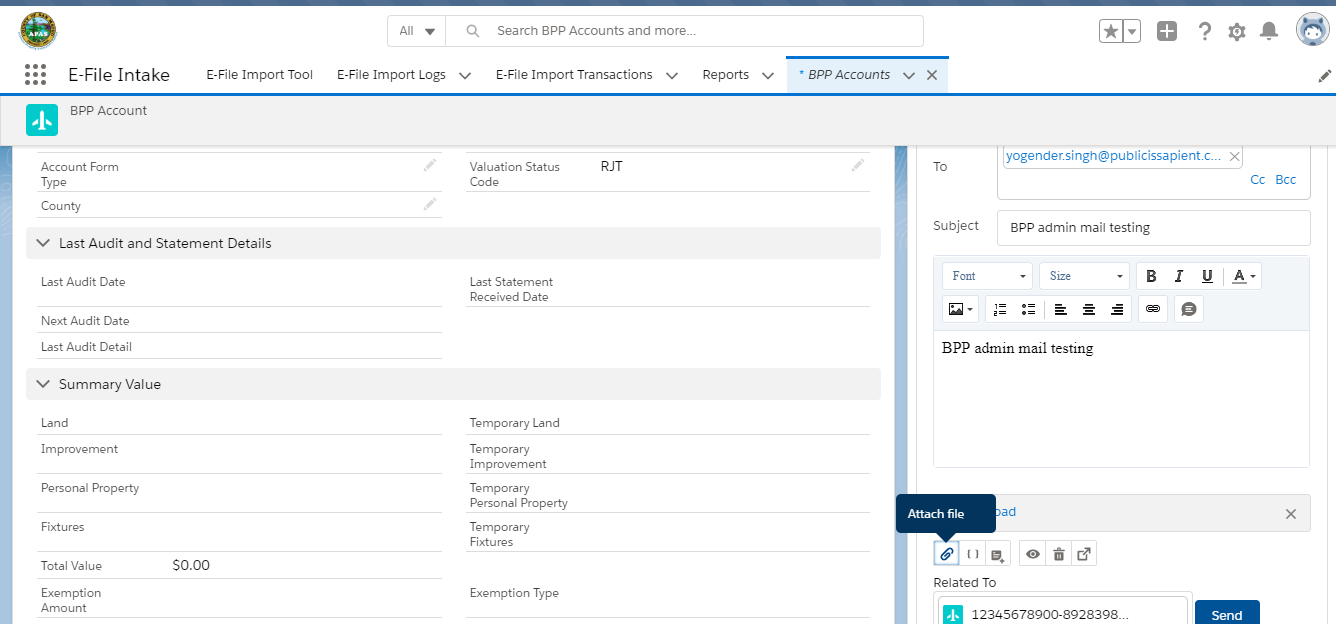 APAS
All
Search BPP Accounts and more...
E-File Intake
E-File Import Tool
E-File Import Logs
E-File Import Transactions
Reports
* BPP Accounts
BPP Account
Account Form
Type
Valuation Status
Code
RJT
County
Last Audit and Statement Details
Last Audit Date
Last Statement
Received Date
Next Audit Date
Last Audit Detail
Summary Value
Land
Temporary Land
Improvement
Temporary
Improvement
Personal Property
Temporary
Personal Property
Fixtures
Temporary
Fixtures
Total Value
$0.00
Exemption
Amount
Exemption Type
To
yogender.singh@publicissapient.c...
Cc Bcc
Subject
BPP admin mail testing
Font
Size
B I U A
BPP admin mail testing
Attach file
oad
Related To
12345678900-8928398...
Send